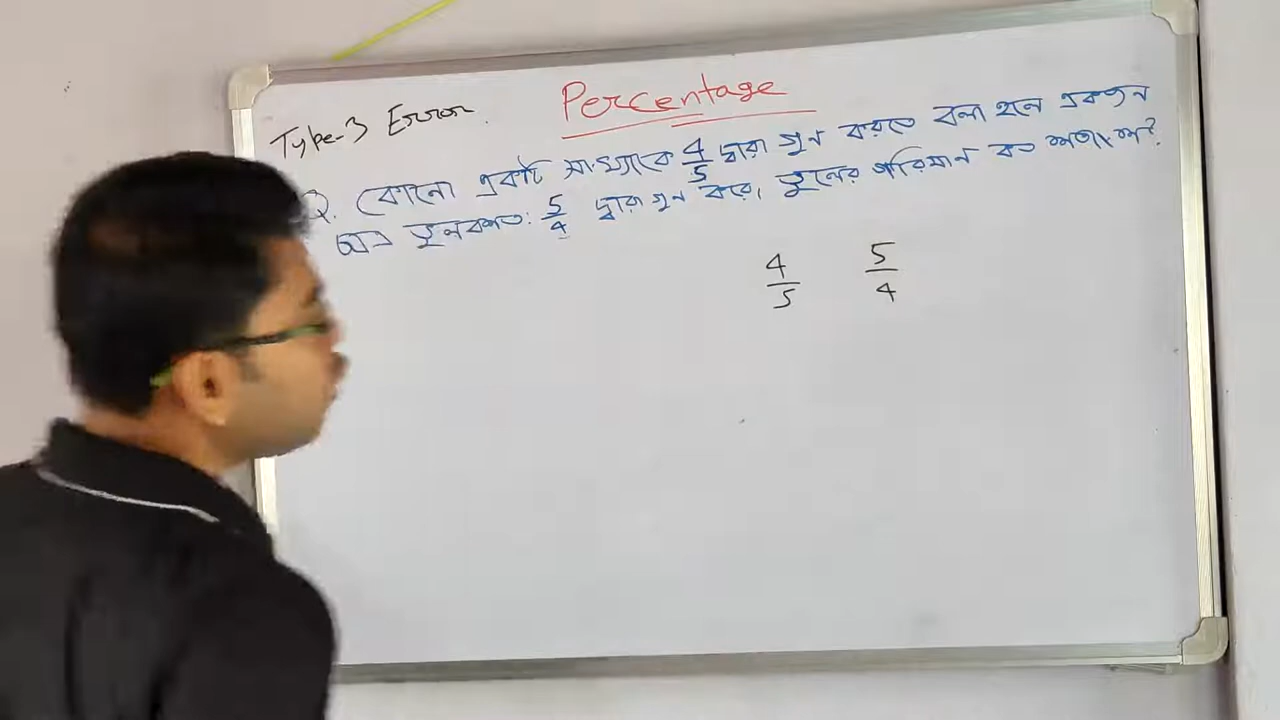 Percentage
Type-3 Error.
Q. কোনো একটি সংখ্যাকে 4/5 দ্বারা গুন করতে বলা হলে একজন
ছাত্র ভুলবশত: 5/4 দ্বারা গুন করে। ভুলের পরিমান কত শতাংশ?
4/5 5/4